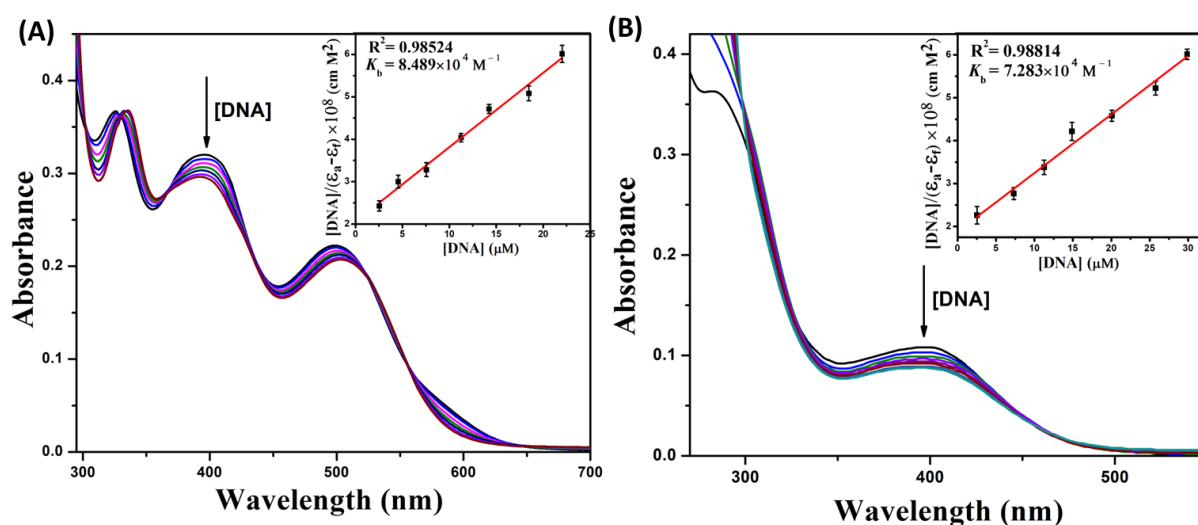 (A)
Absorbance
0.4
0.3
0.2
0.1
0.0
300
400
500
600
700
Wavelength (nm)
[DNA]
R² = 0.98524
K_b = 8.489×10⁴ M⁻¹
[DNA]/(ε_a−ε_f) ×10⁸ (cm M²)
6
5
4
3
2
0
5
10
15
20
25
[DNA] (μM)
(B)
Absorbance
0.4
0.3
0.2
0.1
0.0
300
400
500
Wavelength (nm)
[DNA]
R² = 0.98814
K_b = 7.283×10⁴ M⁻¹
[DNA]/(ε_a−ε_f) ×10⁸ (cm M²)
6
5
4
3
2
0
5
10
15
20
25
30
[DNA] (μM)